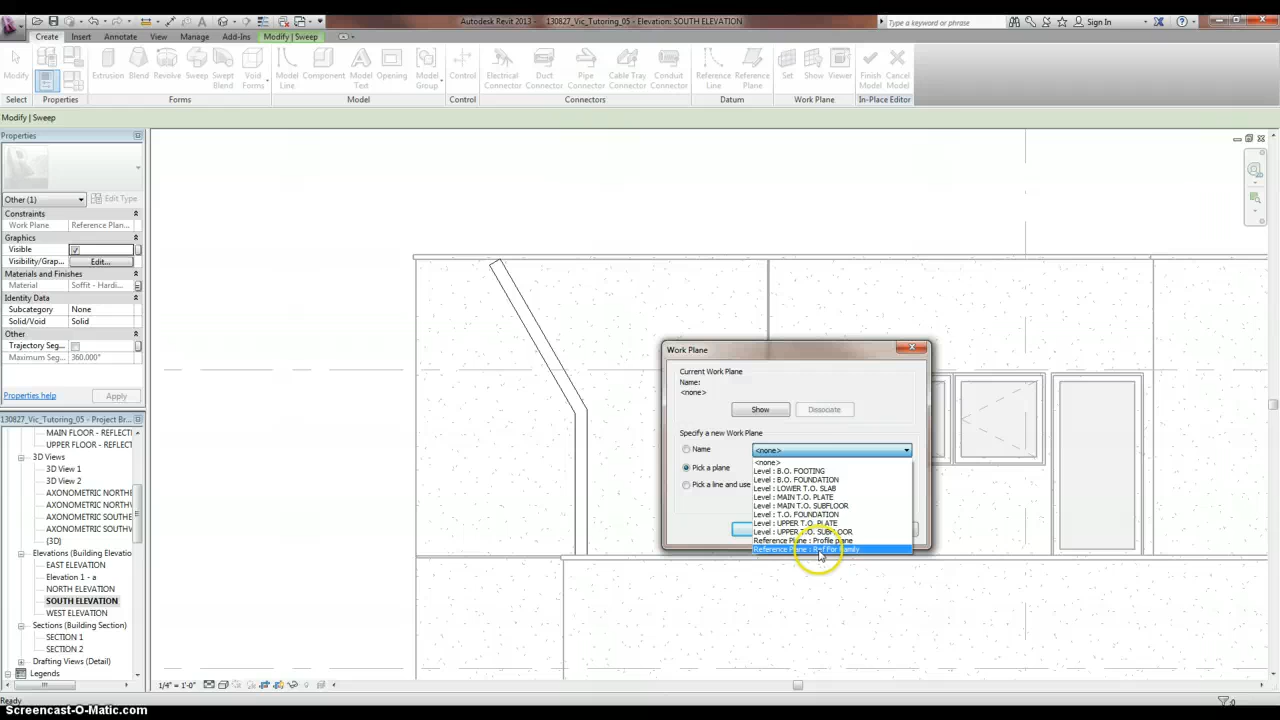 Autodesk Revit 2013 - 130827_Vic_Tutoring_05 - Elevation: SOUTH ELEVATION
Type a keyword or phrase
Sign In
Create Insert Annotate View Manage Add-Ins Modify | Sweep
Modify
Extrusion Blend Revolve Sweep Swept Blend Void Forms
Model Line Component Model Text Opening Model Group
Control
Electrical Connector Duct Connector Pipe Connector Cable Tray Connector Conduit Connector
Reference Line Reference Plane
Set Show Viewer
Finish Model Cancel Model
Select Properties Forms Model Control Connectors Datum Work Plane In-Place Editor
Modify | Sweep
Properties
Other (1) Edit Type
Constraints
Work Plane Reference Plan...
Graphics
Visible
Visibility/Grap... Edit...
Materials and Finishes
Material Soffit - Hardi...
Identity Data
Subcategory None
Solid/Void Solid
Other
Trajectory Seg...
Maximum Seg... 360.000°
Properties help Apply
130827_Vic_Tutoring_05 - Project Br...
MAIN FLOOR - REFLECT
UPPER FLOOR - REFLECT
3D Views
3D View 1
3D View 2
AXONOMETRIC NORTHE
AXONOMETRIC NORTHW
AXONOMETRIC SOUTHE
AXONOMETRIC SOUTHW
{3D}
Elevations (Building Elevation)
EAST ELEVATION
Elevation 1 - a
NORTH ELEVATION
SOUTH ELEVATION
WEST ELEVATION
Sections (Building Section)
SECTION 1
SECTION 2
Drafting Views (Detail)
Legends
Work Plane
Current Work Plane
Name:
<none>
Show Dissociate
Specify a new Work Plane
Name <none>
Pick a plane
Pick a line and use
<none>
Level : B.O. FOOTING
Level : B.O. FOUNDATION
Level : LOWER T.O. SLAB
Level : MAIN T.O. PLATE
Level : MAIN T.O. SUBFLOOR
Level : T.O. FOUNDATION
Level : UPPER T.O. PLATE
Level : UPPER T.O. SUBFLOOR
Reference Plane : Profile plane
Reference Plane : Ref For Family
1/4" = 1'-0"
Ready
Screencast-O-Matic.com